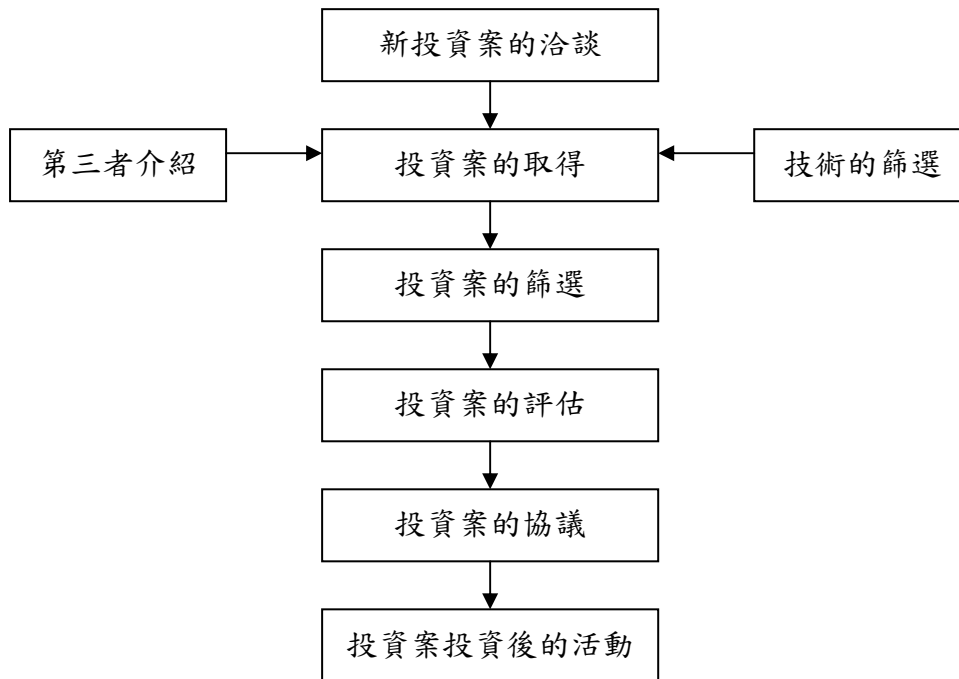 新投資案的洽談
第三者介紹
投資案的取得
技術的篩選
投資案的篩選
投資案的評估
投資案的協議
投資案投資後的活動